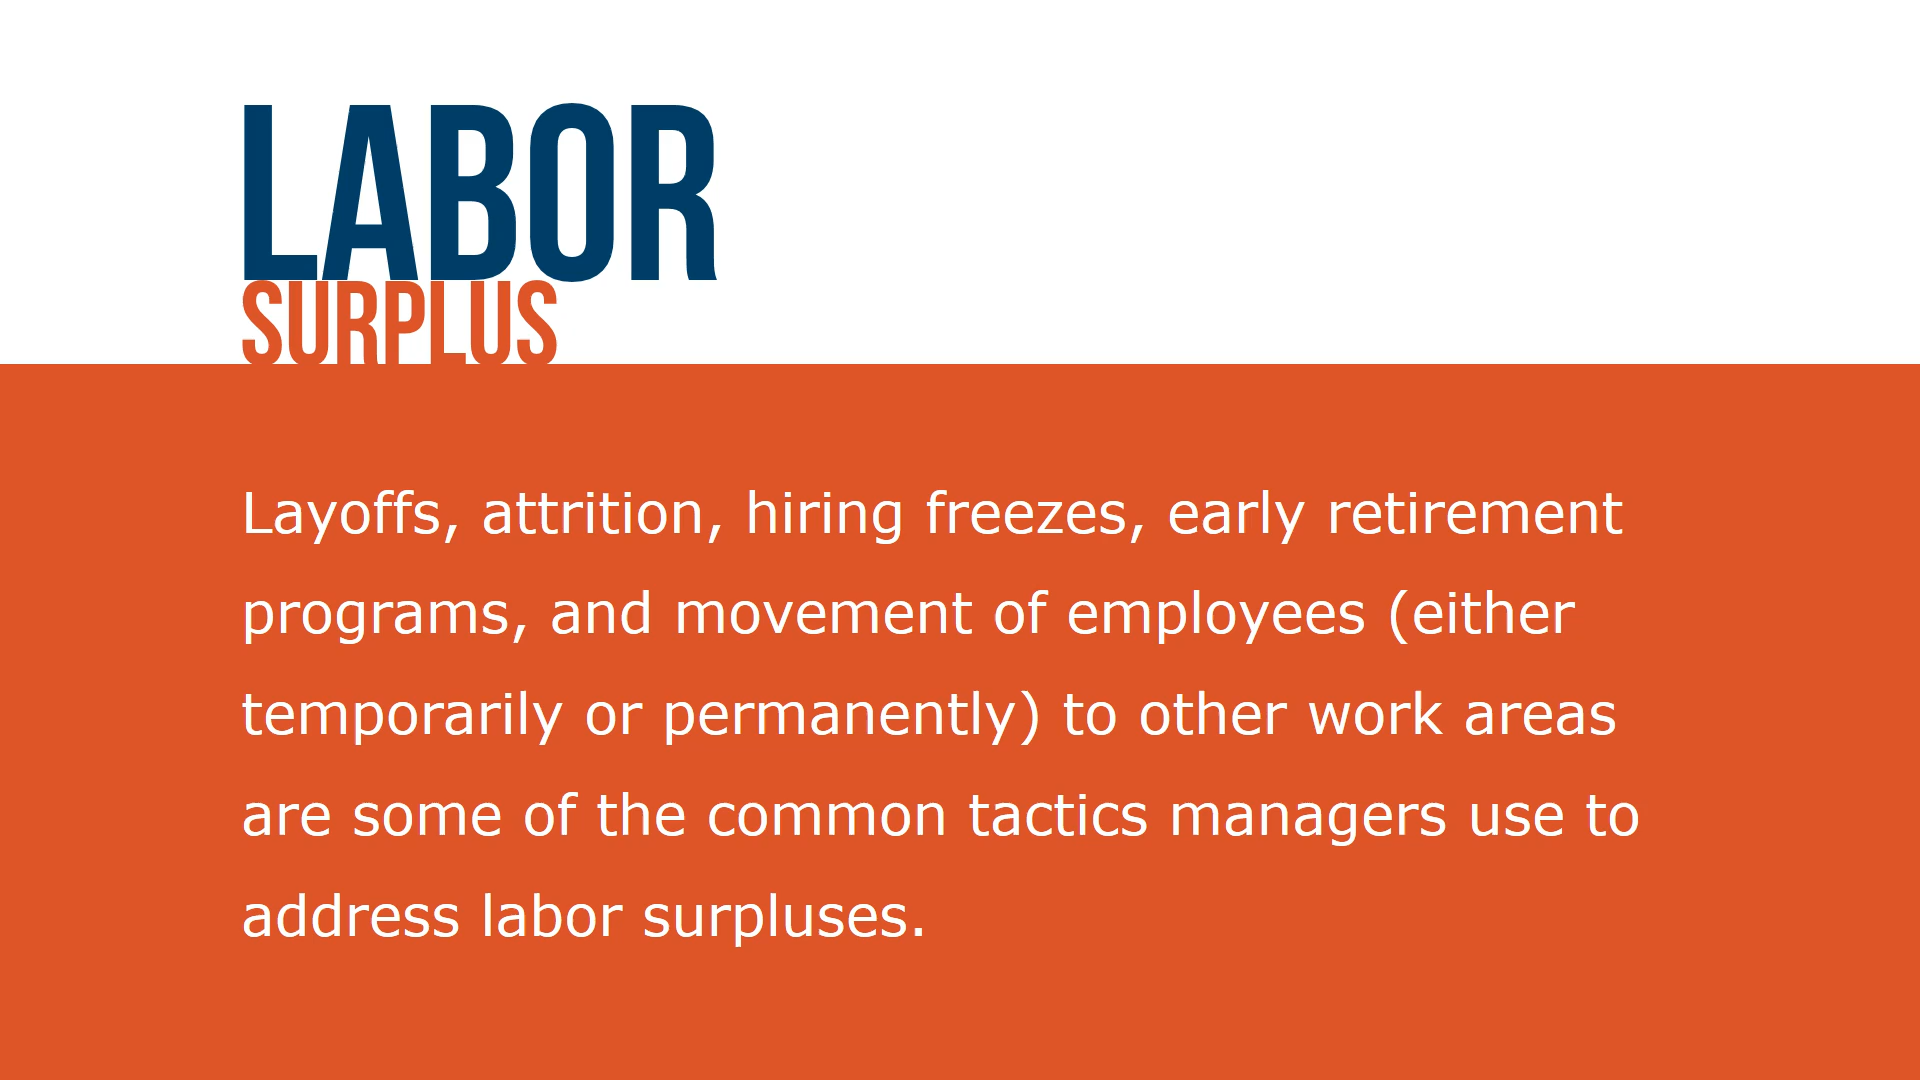 LABOR
SURPLUS
Layoffs, attrition, hiring freezes, early retirement
programs, and movement of employees (either
temporarily or permanently) to other work areas
are some of the common tactics managers use to
address labor surpluses.